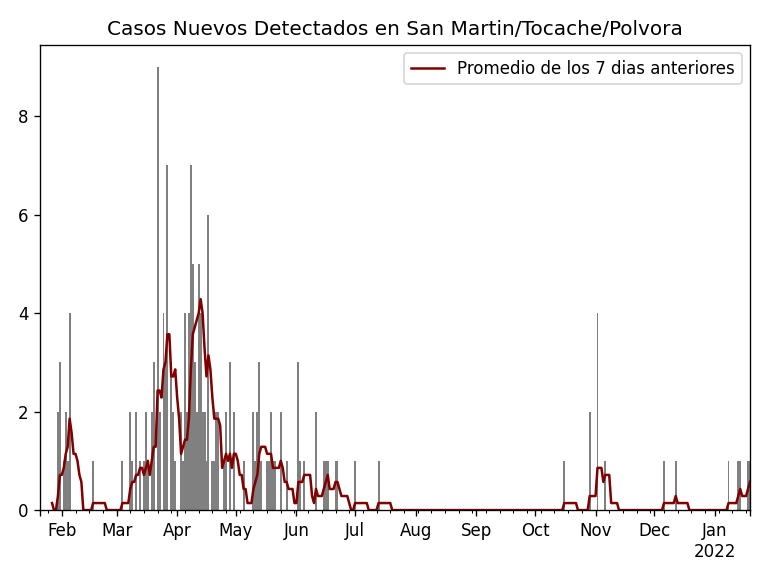 Casos Nuevos Detectados en San Martin/Tocache/Polvora
Promedio de los 7 dias anteriores
8
6
4
2
0
Feb Mar Apr May Jun Jul Aug Sep Oct Nov Dec Jan
2022